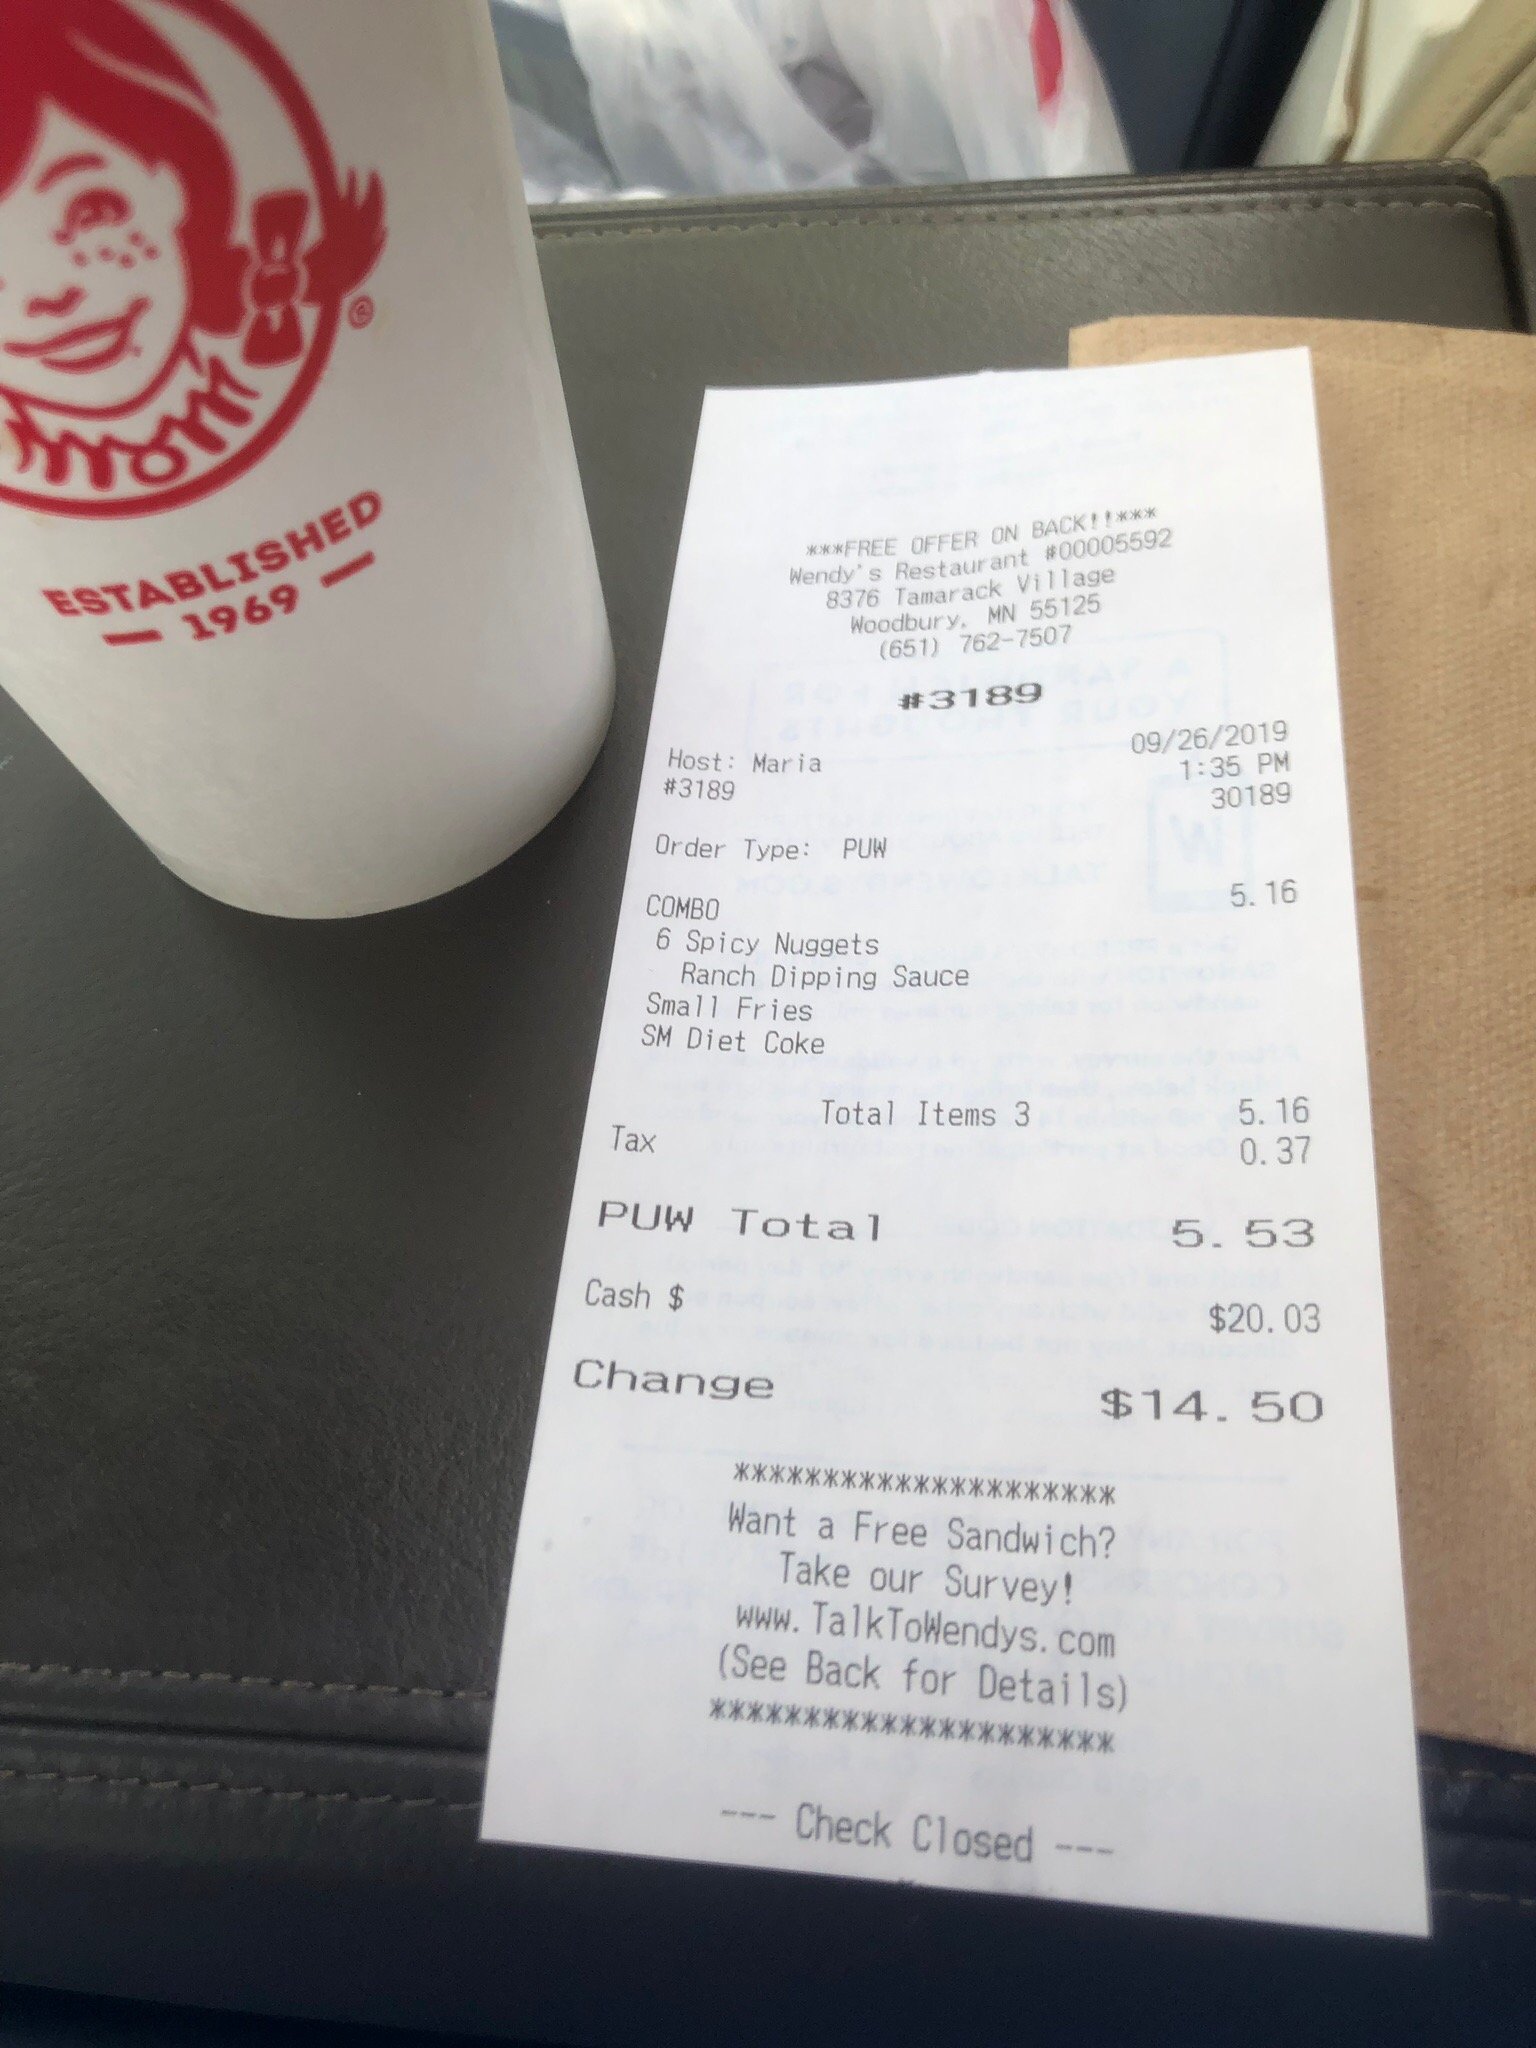 ESTABLISHED
— 1969 —
***FREE OFFER ON BACK!!***
Wendy's Restaurant #00005592
8376 Tamarack Village
Woodbury, MN 55125
(651) 762-7507
#3189
Host: Maria 09/26/2019
#3189 1:35 PM
30189
Order Type: PUW
COMBO 5.16
6 Spicy Nuggets
Ranch Dipping Sauce
Small Fries
SM Diet Coke
Total Items 3 5.16
Tax 0.37
PUW Total 5.53
Cash $ $20.03
Change $14.50
*********************
Want a Free Sandwich?
Take our Survey!
www.TalkToWendys.com
(See Back for Details)
*********************
--- Check Closed ---